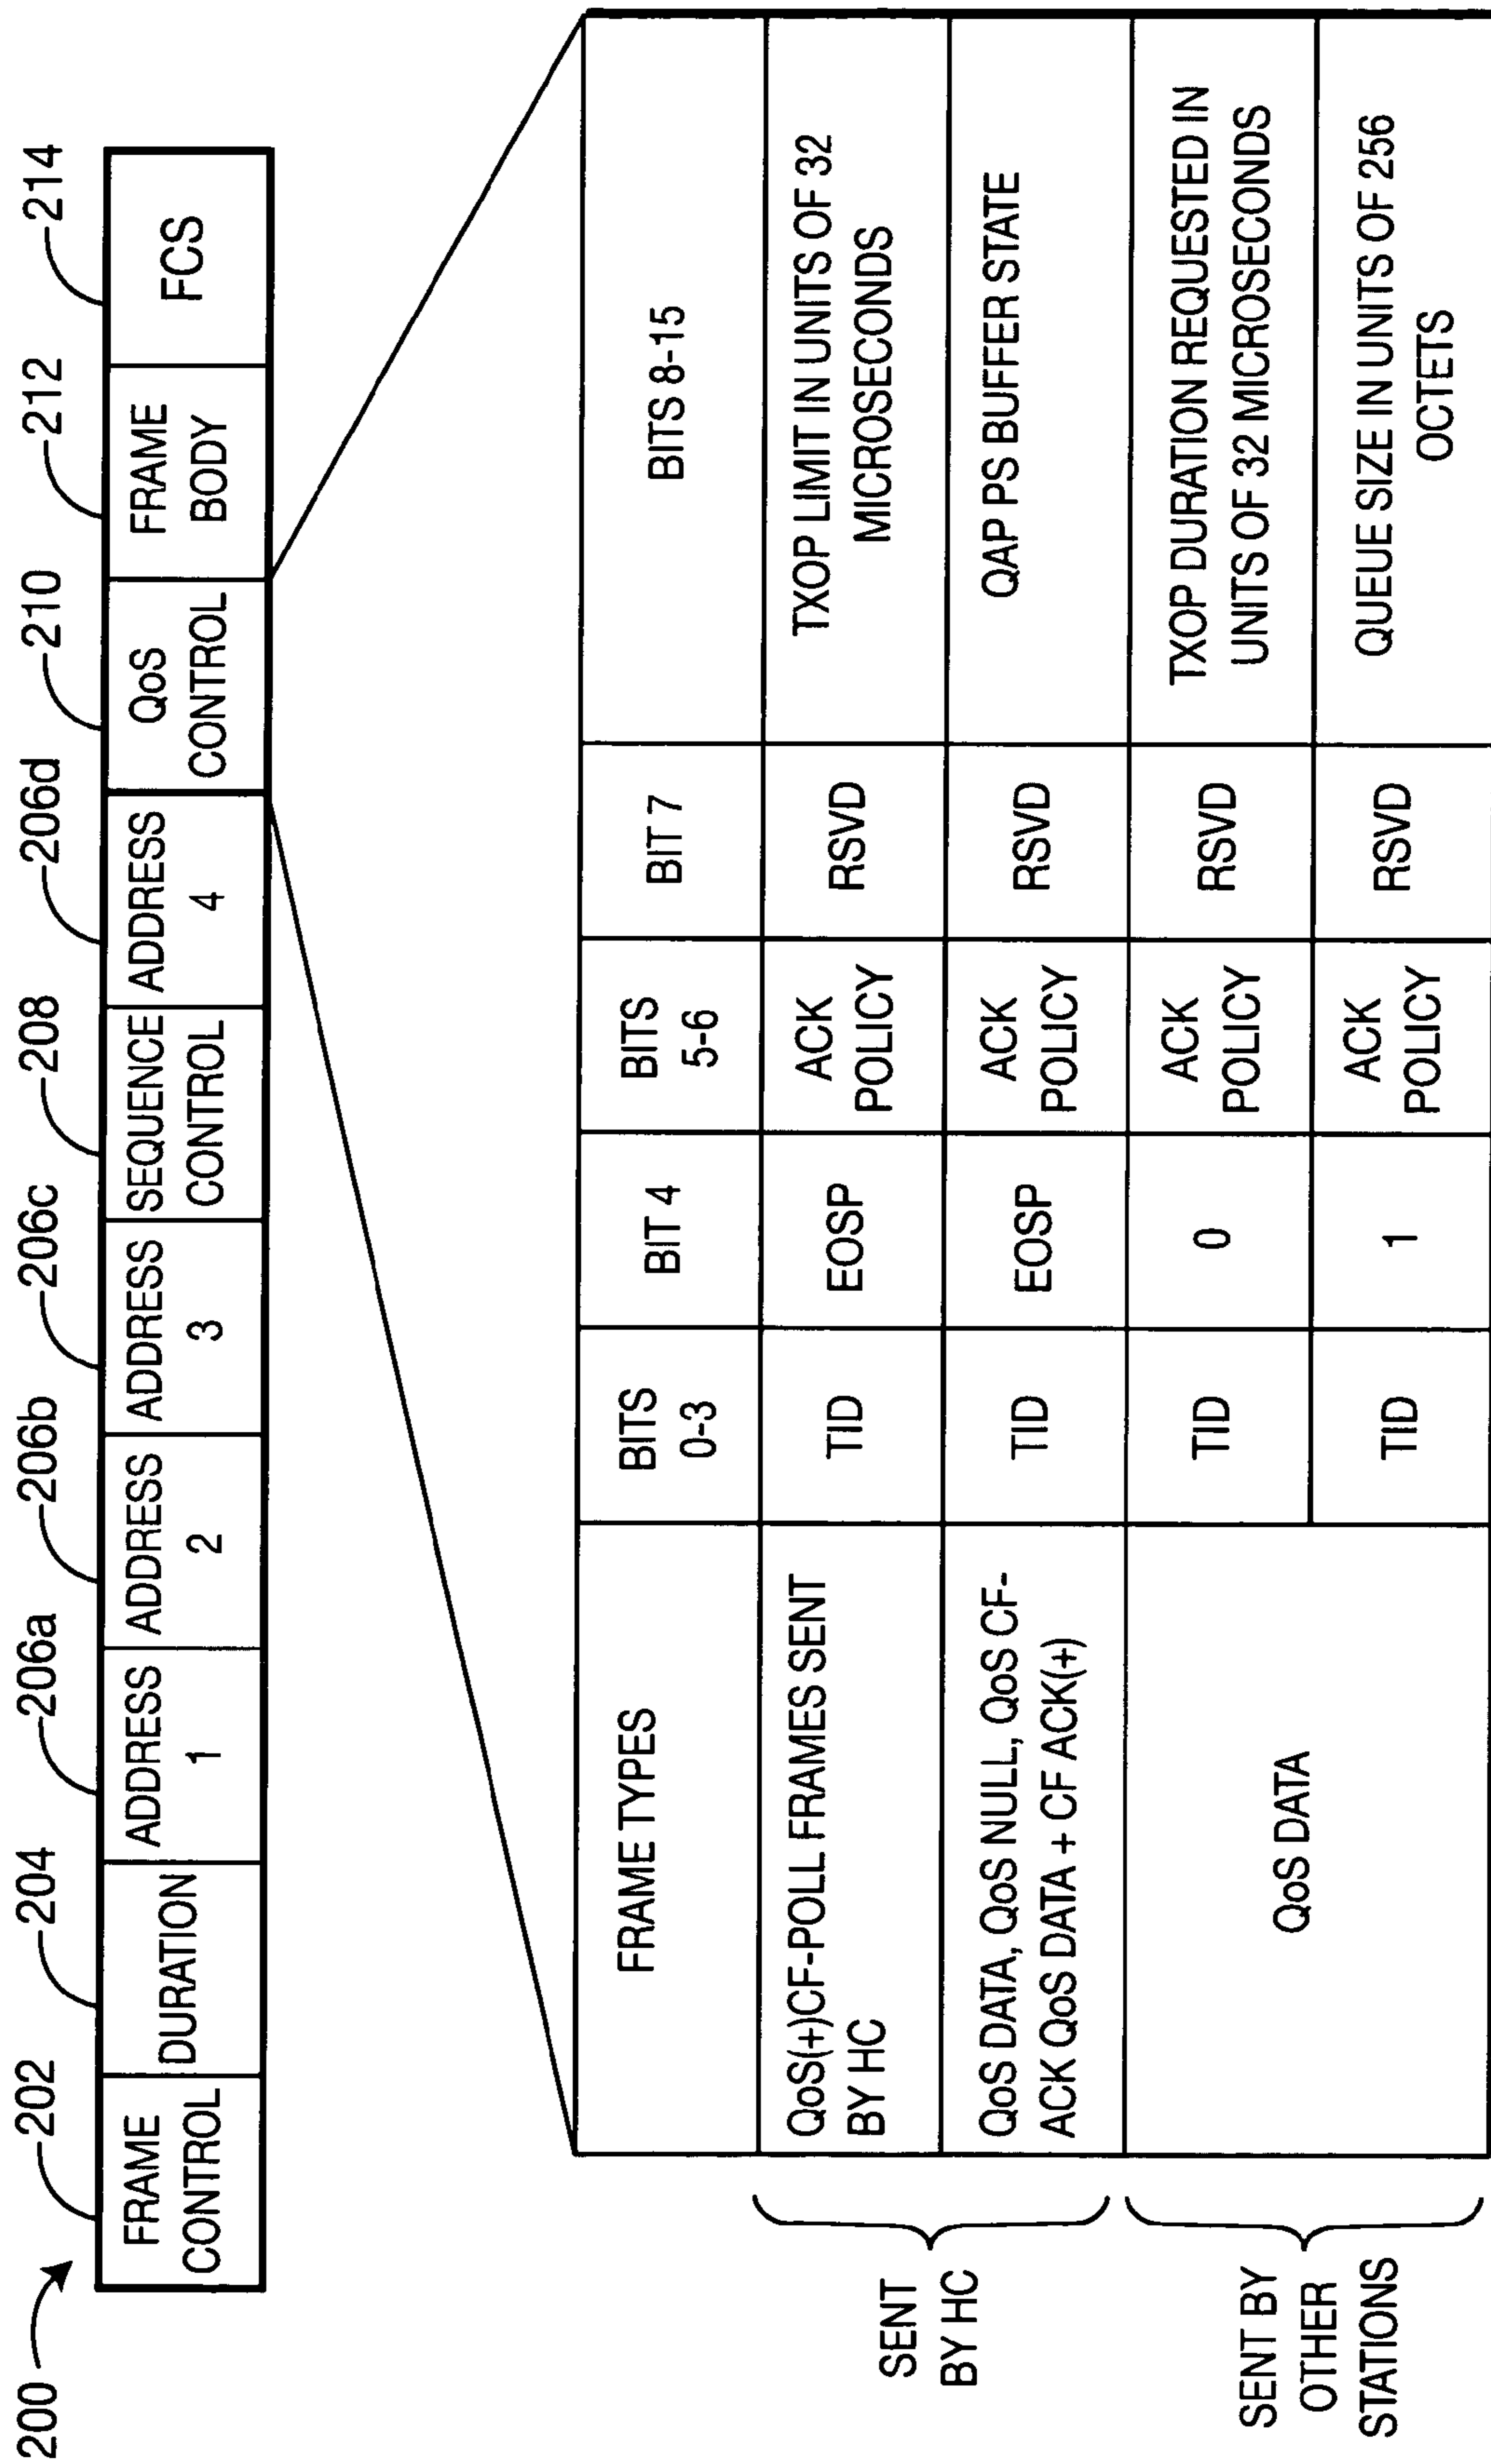 200
202
204
206a
206b
206c
208
206d
210
212
214
FRAME
CONTROL
DURATION
ADDRESS
1
ADDRESS
2
ADDRESS
3
SEQUENCE
CONTROL
ADDRESS
4
QoS
CONTROL
FRAME
BODY
FCS
FRAME TYPES
BITS
0-3
BIT 4
BITS
5-6
BIT 7
BITS 8-15
SENT
BY HC
QoS(+)CF-POLL FRAMES SENT
BY HC
TID
EOSP
ACK
POLICY
RSVD
TXOP LIMIT IN UNITS OF 32
MICROSECONDS
QoS DATA, QoS NULL, QoS CF-
ACK QoS DATA + CF ACK(+)
TID
EOSP
ACK
POLICY
RSVD
QAP PS BUFFER STATE
SENT BY
OTHER
STATIONS
QoS DATA
TID
0
ACK
POLICY
RSVD
TXOP DURATION REQUESTED IN
UNITS OF 32 MICROSECONDS
TID
1
ACK
POLICY
RSVD
QUEUE SIZE IN UNITS OF 256
OCTETS